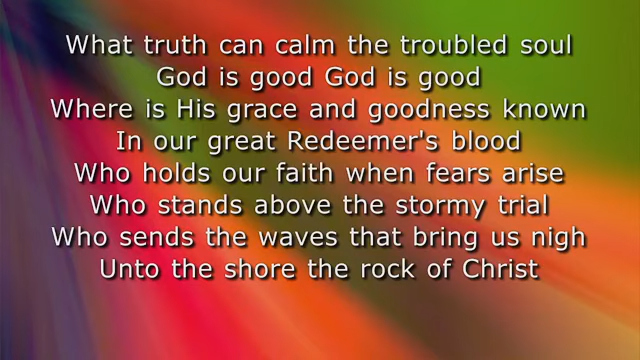 What truth can calm the troubled soul
God is good God is good
Where is His grace and goodness known
In our great Redeemer's blood
Who holds our faith when fears arise
Who stands above the stormy trial
Who sends the waves that bring us nigh
Unto the shore the rock of Christ